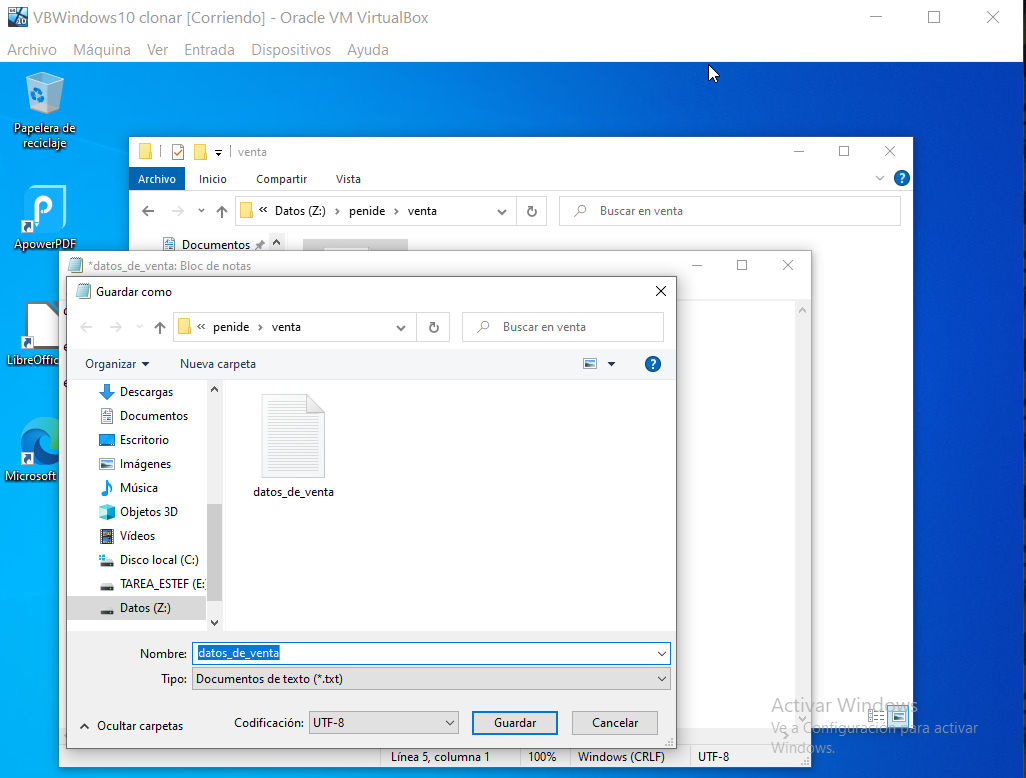 VBWindows10 clonar [Corriendo] - Oracle VM VirtualBox
Archivo Máquina Ver Entrada Dispositivos Ayuda
Papelera de
reciclaje
venta
Archivo Inicio Compartir Vista
« Datos (Z:) › penide › venta
Buscar en venta
ApowerPDF
Documentos
*datos_de_venta: Bloc de notas
Guardar como
« penide › venta
Buscar en venta
LibreOffic
Organizar Nueva carpeta
Descargas
Documentos
Escritorio
Imágenes
Música
Objetos 3D
Vídeos
Disco local (C:)
TAREA_ESTEF (E:
Datos (Z:)
datos_de_venta
Microsoft
Nombre: datos_de_venta
Tipo: Documentos de texto (*.txt)
Ocultar carpetas Codificación: UTF-8 Guardar Cancelar
Activar Windows
Ve a Configuración para activar
Windows.
Línea 5, columna 1 100% Windows (CRLF) UTF-8